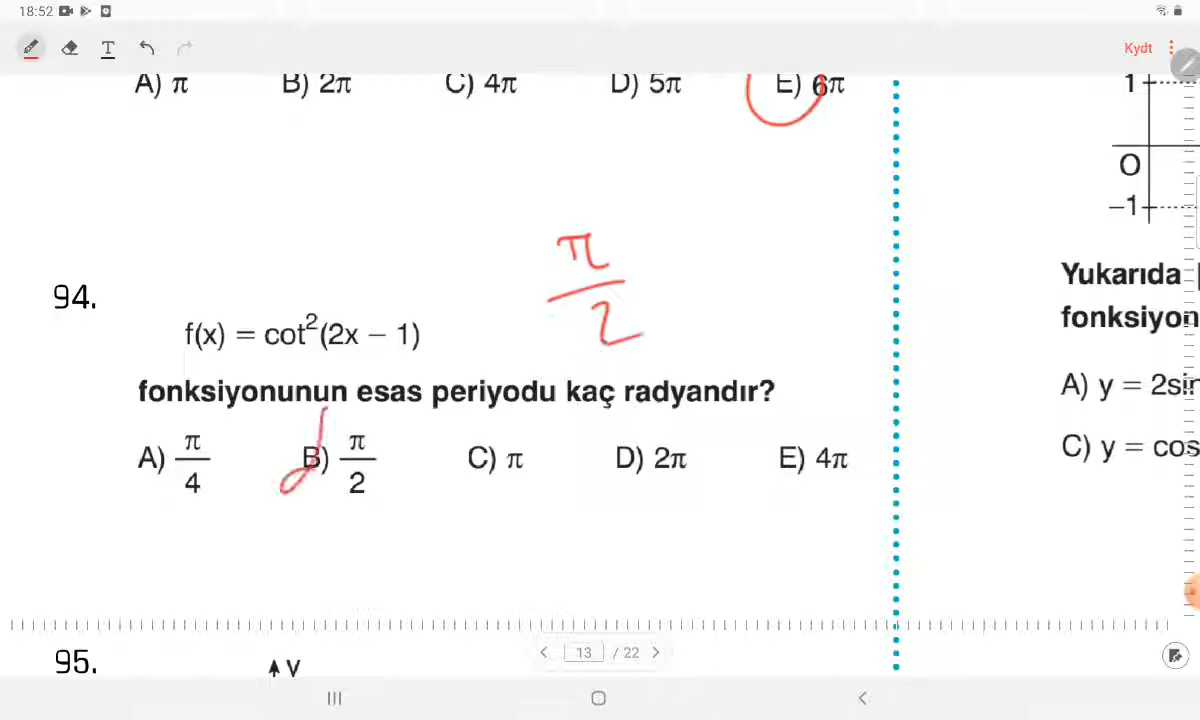 18:52
T
Kydt
A) π B) 2π C) 4π D) 5π E) 6π
π
2
94.
f(x) = cot²(2x – 1)
fonksiyonunun esas periyodu kaç radyandır?
A) π/4 B) π/2 C) π D) 2π E) 4π
95.
13 / 22
1
O
–1
Yukarıda
fonksiyon
A) y = 2sin
C) y = cos